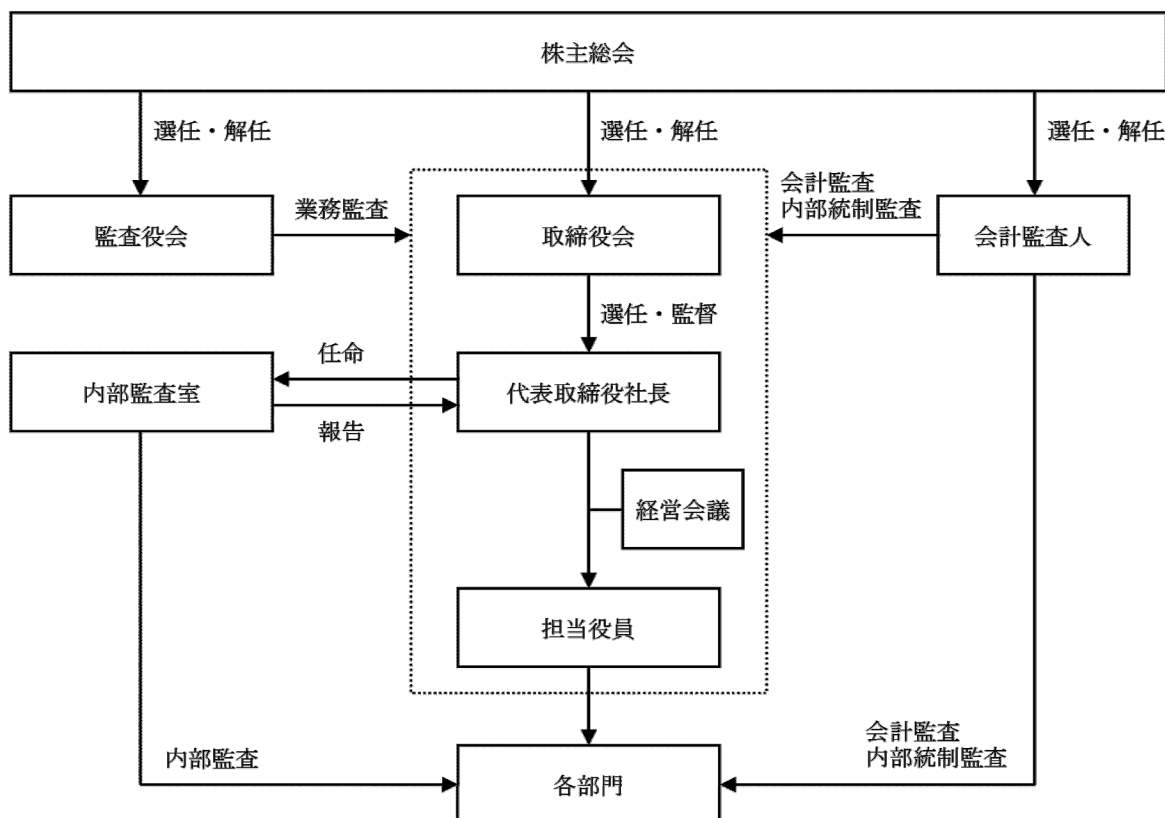 株主総会
選任・解任
選任・解任
選任・解任
監査役会
業務監査
取締役会
会計監査
内部統制監査
会計監査人
選任・監督
内部監査室
任命
報告
代表取締役社長
経営会議
担当役員
内部監査
各部門
会計監査
内部統制監査